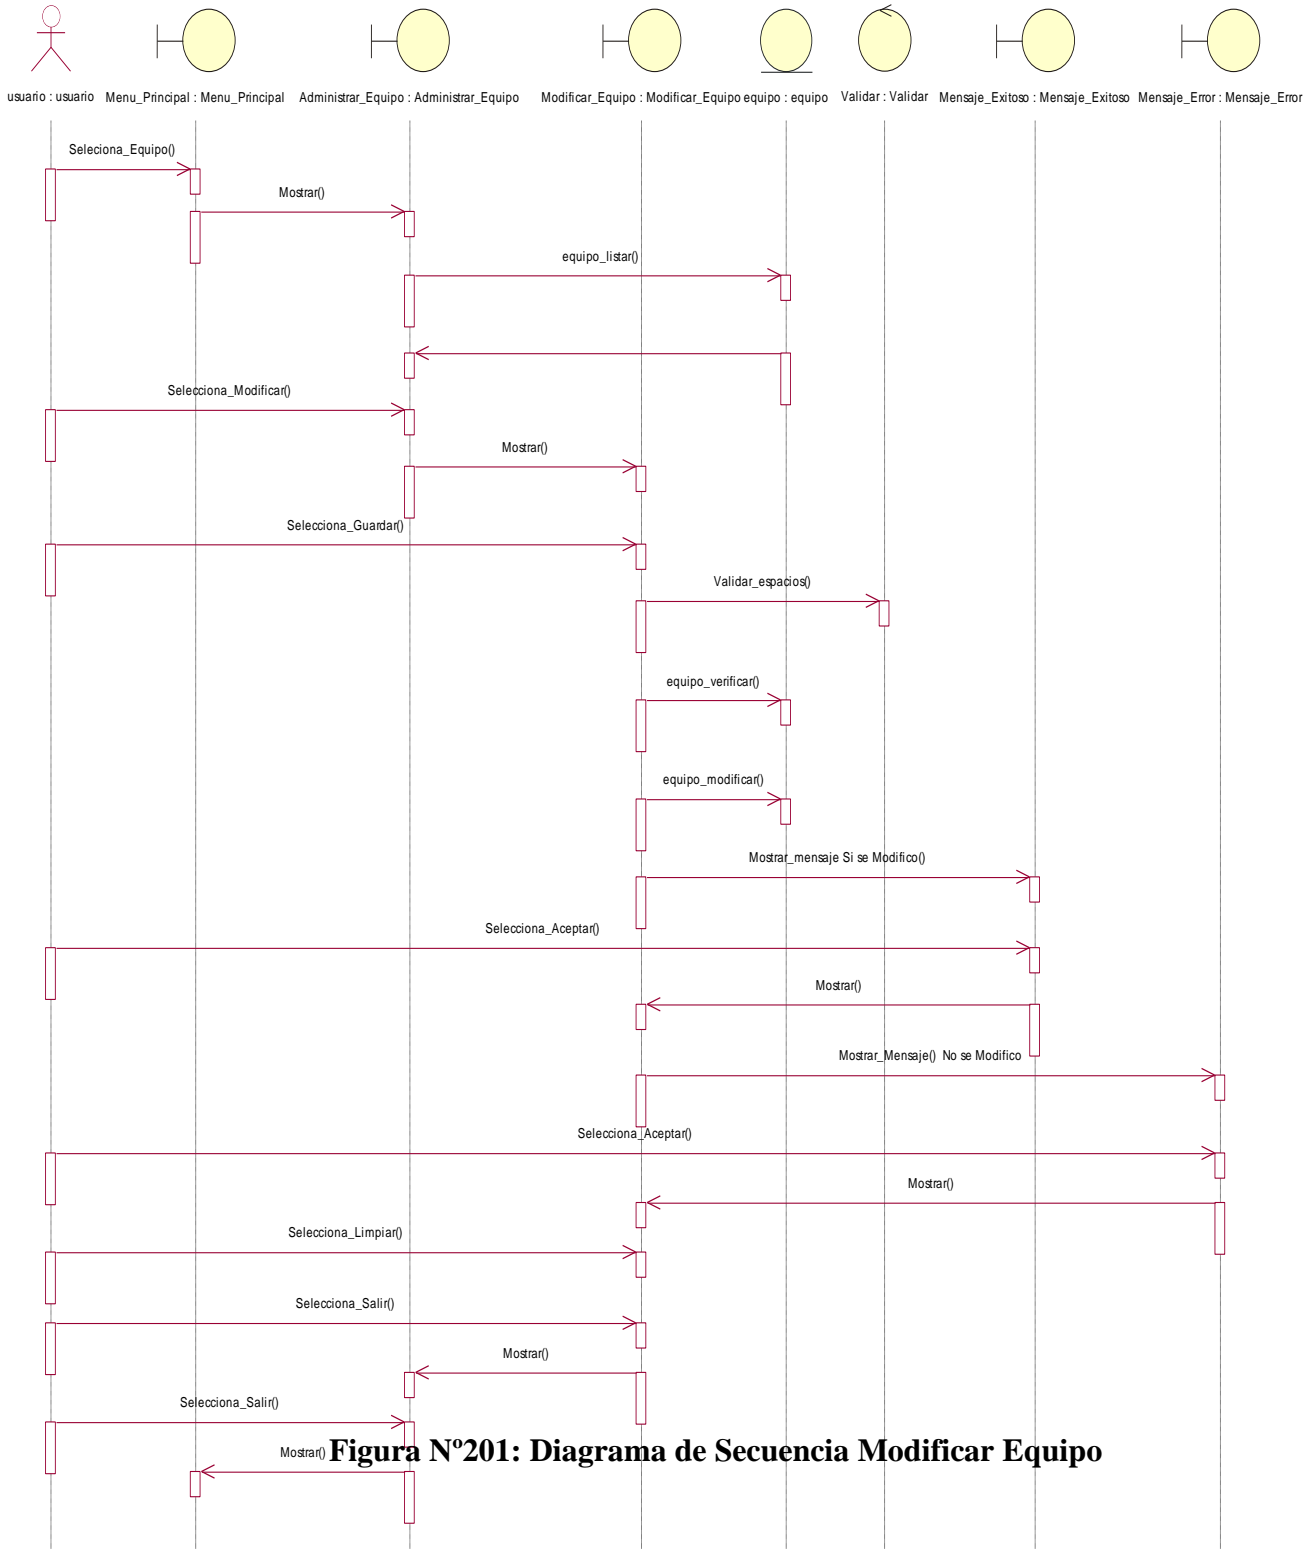 usuario : usuario
Menu_Principal : Menu_Principal
Administrar_Equipo : Administrar_Equipo
Modificar_Equipo : Modificar_Equipo
equipo : equipo
Validar : Validar
Mensaje_Exitoso : Mensaje_Exitoso
Mensaje_Error : Mensaje_Error
Seleciona_Equipo()
Mostrar()
equipo_listar()
Selecciona_Modificar()
Mostrar()
Selecciona_Guardar()
Validar_espacios()
equipo_verificar()
equipo_modificar()
Mostrar_mensaje Si se Modifico()
Selecciona_Aceptar()
Mostrar()
Mostrar_Mensaje() No se Modifico
Selecciona_Aceptar()
Mostrar()
Selecciona_Limpiar()
Selecciona_Salir()
Mostrar()
Selecciona_Salir()
Mostrar()
Figura Nº201: Diagrama de Secuencia Modificar Equipo